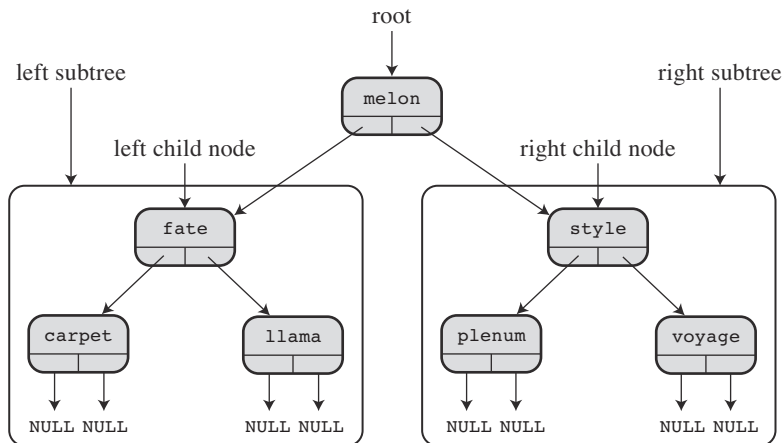 root
left subtree
right subtree
melon
left child node
right child node
fate
style
carpet
llama
plenum
voyage
NULL NULL NULL NULL NULL NULL NULL NULL